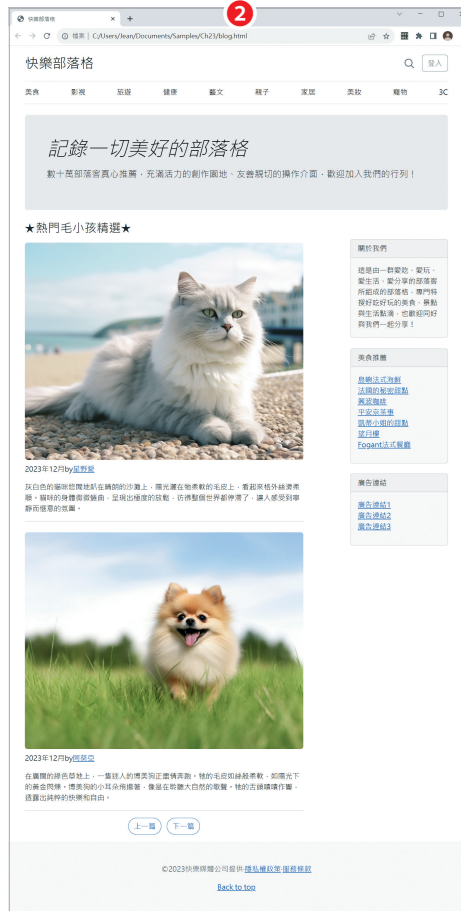 快樂部落格
2
檔案 | C:/Users/Jean/Documents/Samples/Ch23/blog.html
快樂部落格
登入
美食 影視 旅遊 健康 藝文 親子 家居 美妝 寵物 3C
記錄一切美好的部落格
數十萬部落客真心推薦，充滿活力的創作園地、友善親切的操作介面，歡迎加入我們的行列！
★熱門毛小孩精選★
2023年12月by星野愛
灰白色的貓咪悠閒地趴在晴朗的沙灘上，陽光灑在牠柔軟的毛皮上，看起來格外絲滑柔
順。貓咪的身體微微蜷曲，呈現出極度的放鬆，彷彿整個世界都停滯了，讓人感受到寧
靜而愜意的氛圍。
2023年12月by阿葵亞
在廣闊的綠色草地上，一隻迷人的博美狗正盡情奔跑。牠的毛皮如絲般柔軟，如陽光下
的黃金閃爍。博美狗的小耳朵飛揚著，像是在聆聽大自然的歌聲。牠的舌頭嘖嘖作響，
透露出純粹的快樂和自由。
上一篇 下一篇
關於我們
這是由一群愛吃、愛玩、
愛生活、愛分享的部落客
所組成的部落格，專門特
搜好吃好玩的美食、景點
與生活點滴，也歡迎同好
與我們一起分享！
美食推薦
島嶼法式海鮮
法國的秘密甜點
興波咖啡
平安京茶事
凱蒂小姐的甜點
望月樓
Fogant法式餐廳
廣告連結
廣告連結1
廣告連結2
廣告連結3
©2023快樂媒體公司提供·隱私權政策·服務條款
Back to top